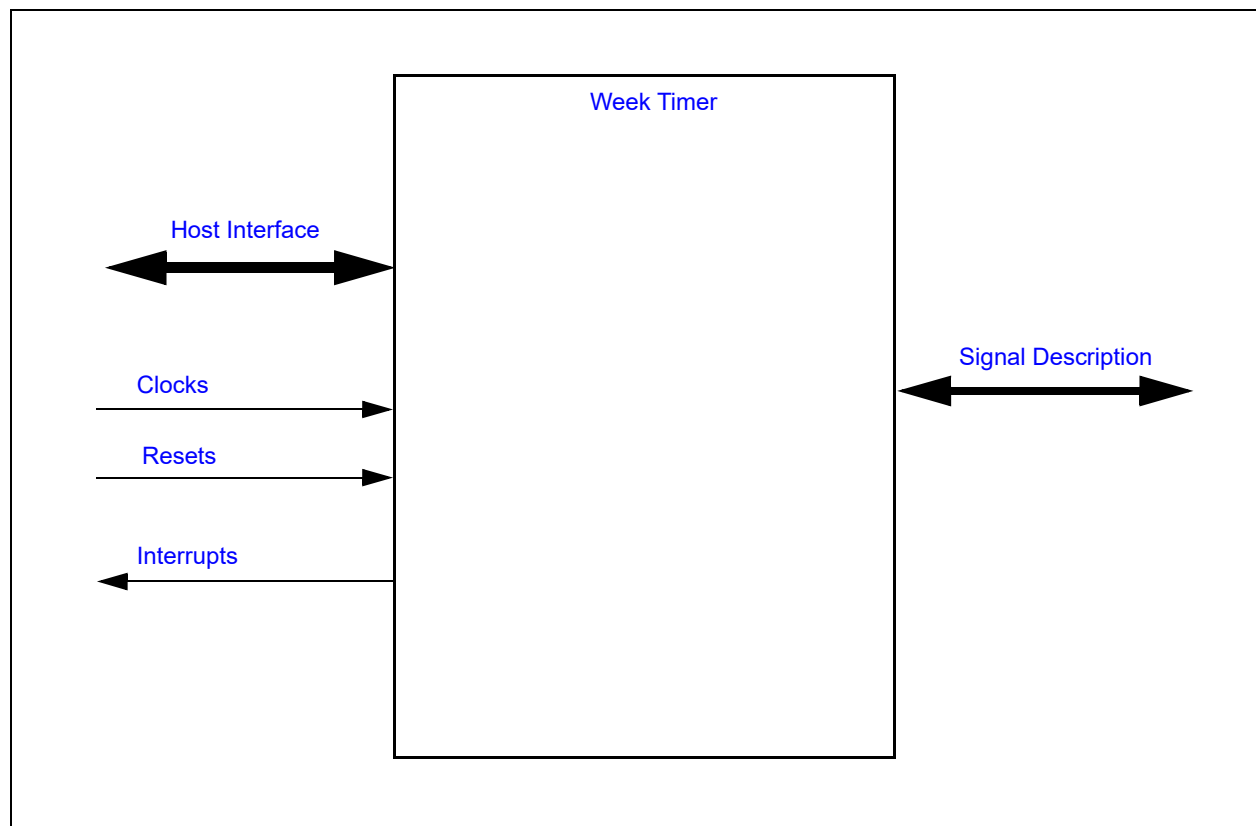 Week Timer
Host Interface
Signal Description
Clocks
Resets
Interrupts